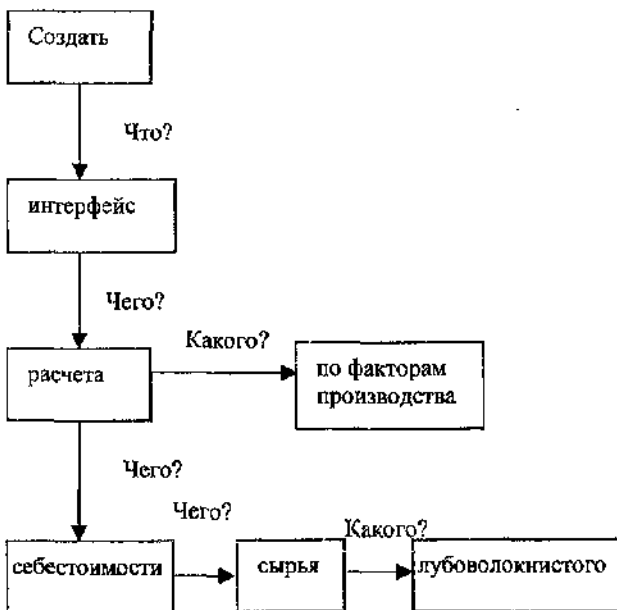 Создать
Что?
интерфейс
Чего?
Какого?
расчета
по факторам
производства
Чего?
Чего?
Какого?
себестоимости
сырья
лубоволокнистого